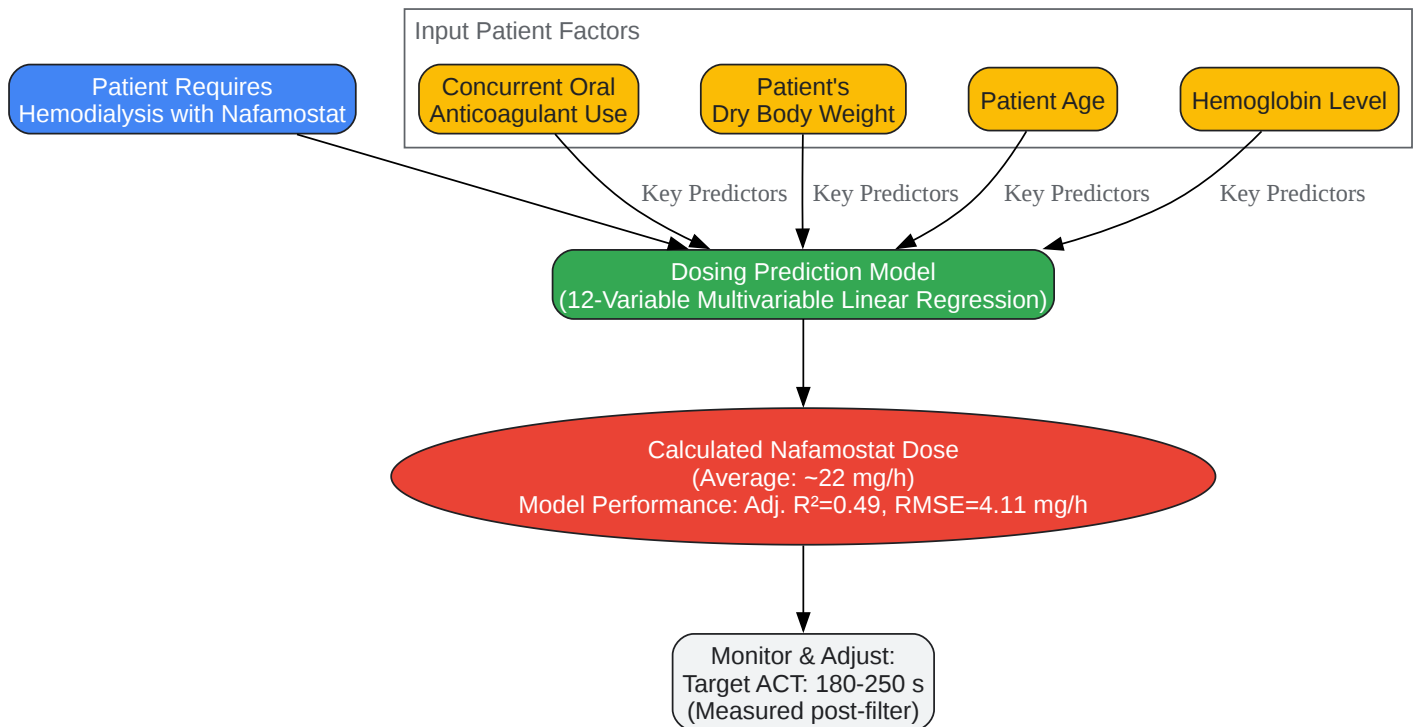 Input Patient Factors
Patient Requires
Hemodialysis with Nafamostat
Concurrent Oral
Anticoagulant Use
Patient's
Dry Body Weight
Patient Age
Hemoglobin Level
Key Predictors
Key Predictors
Key Predictors
Key Predictors
Dosing Prediction Model
(12-Variable Multivariable Linear Regression)
Calculated Nafamostat Dose
(Average: ~22 mg/h)
Model Performance: Adj. R²=0.49, RMSE=4.11 mg/h
Monitor & Adjust:
Target ACT: 180-250 s
(Measured post-filter)